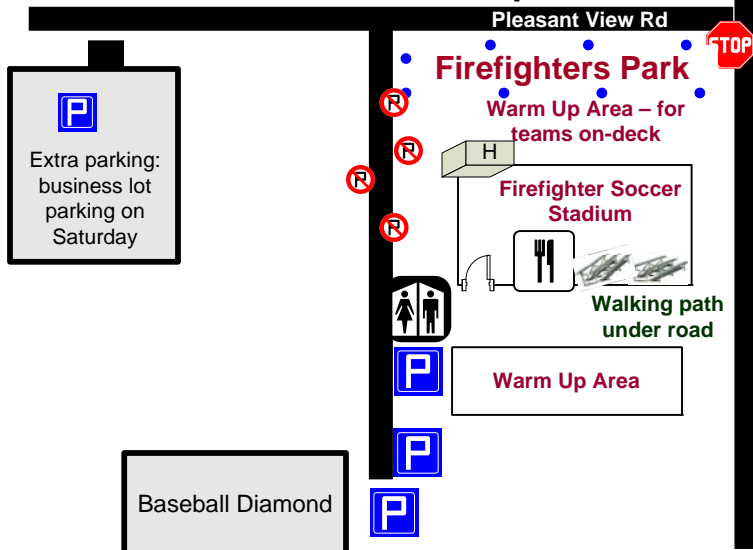 Pleasant View Rd
STOP
Firefighters Park
P
P
Warm Up Area – for
teams on-deck
P
H
Extra parking:
business lot
parking on
Saturday
P
Firefighter Soccer
Stadium
P
Walking path
under road
P
Warm Up Area
P
Baseball Diamond
P